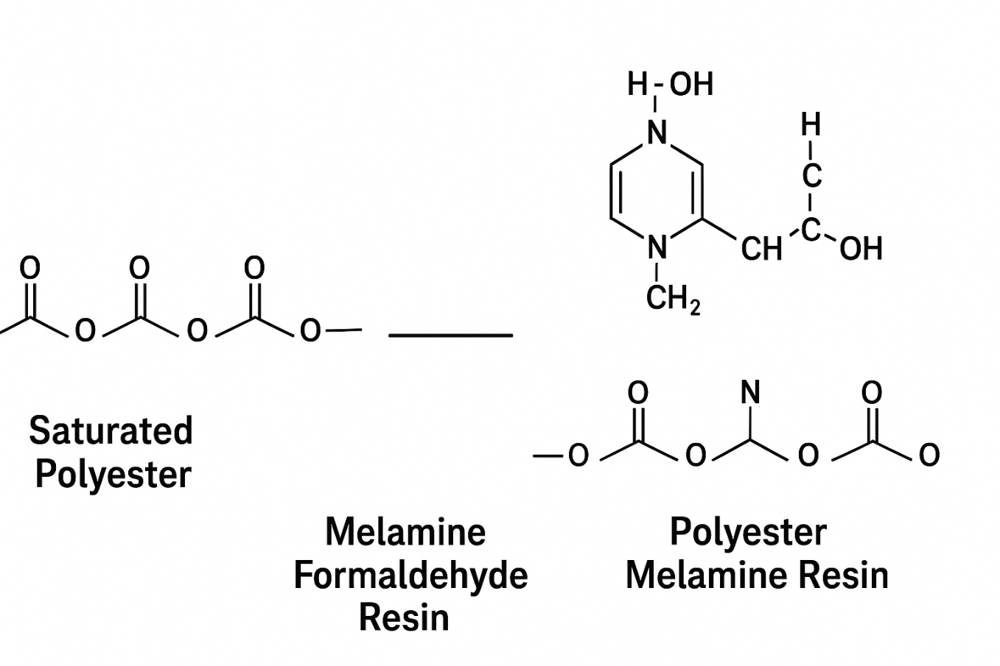 H-OH
N
H
C
N
CH
C
OH
CH2
O
O
O
O
O
O
O
N
O
O
O
O
O
Saturated
Polyester
Melamine
Formaldehyde
Resin
Polyester
Melamine Resin